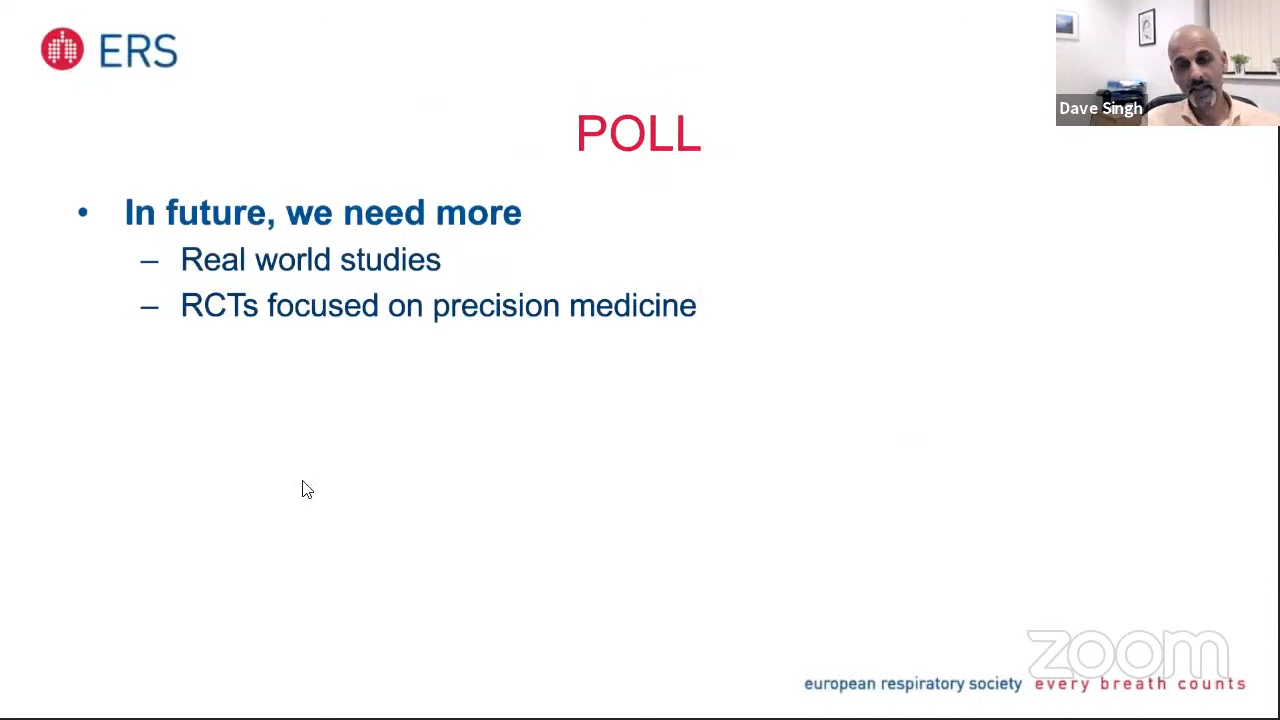 ERS
Dave Singh
POLL
• In future, we need more
– Real world studies
– RCTs focused on precision medicine
zoom
european respiratory society every breath counts